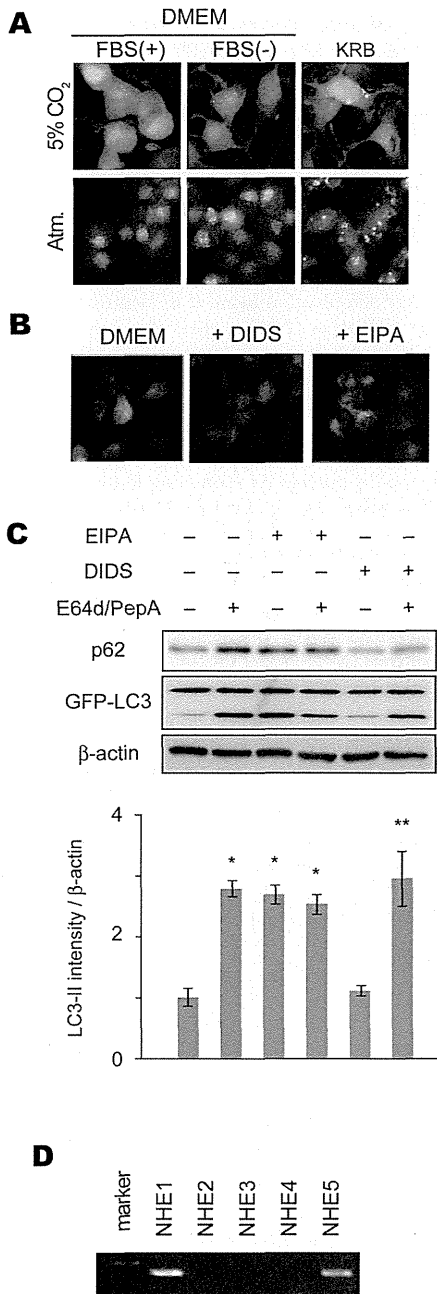 A
DMEM
FBS(+) FBS(-) KRB
5% CO₂
Atm.
B
DMEM + DIDS + EIPA
C
EIPA − − + + − −
DIDS − − − − + +
E64d/PepA − + − + − +
p62
GFP-LC3
β-actin
4
2
0
LC3-II intensity / β-actin
* * * **
D
marker NHE1 NHE2 NHE3 NHE4 NHE5